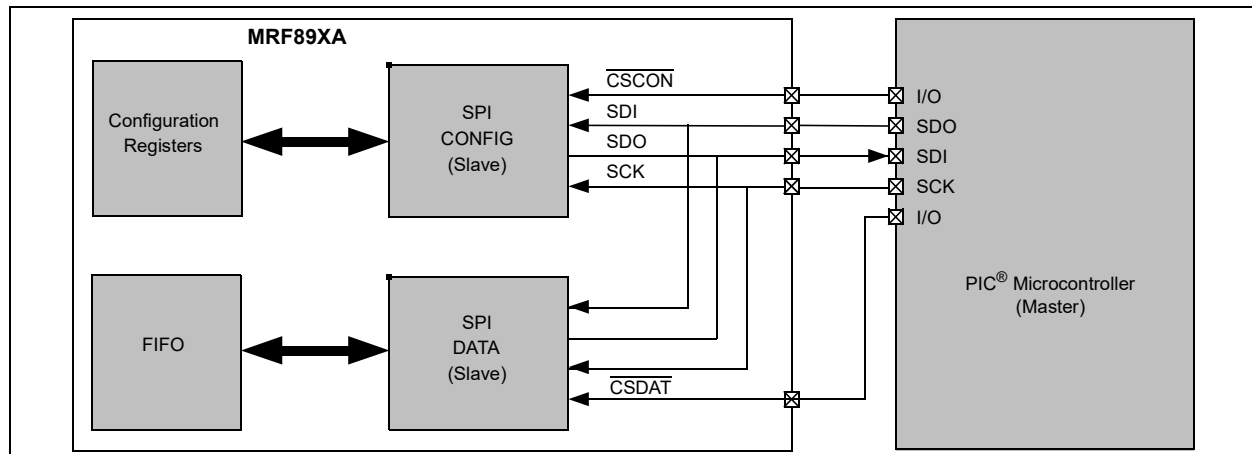 MRF89XA
Configuration
Registers
SPI
CONFIG
(Slave)
CSCON
SDI
SDO
SCK
I/O
SDO
SDI
SCK
I/O
PIC® Microcontroller
(Master)
FIFO
SPI
DATA
(Slave)
CSDAT